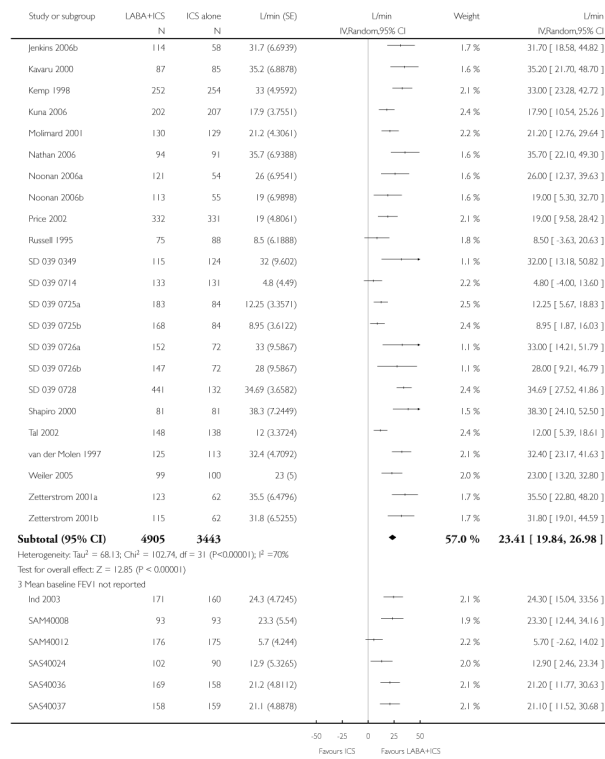 Study or subgroup LABA+ICS ICS alone L/min (SE) L/min Weight L/min
N N IV,Random,95% CI IV,Random,95% CI
Jenkins 2006b 114 58 31.7 (6.6939) 1.7 % 31.70 [ 18.58, 44.82 ]
Kavaru 2000 87 85 35.2 (6.8878) 1.6 % 35.20 [ 21.70, 48.70 ]
Kemp 1998 252 254 33 (4.9592) 2.1 % 33.00 [ 23.28, 42.72 ]
Kuna 2006 202 207 17.9 (3.7551) 2.4 % 17.90 [ 10.54, 25.26 ]
Molimard 2001 130 129 21.2 (4.3061) 2.2 % 21.20 [ 12.76, 29.64 ]
Nathan 2006 94 91 35.7 (6.9388) 1.6 % 35.70 [ 22.10, 49.30 ]
Noonan 2006a 121 54 26 (6.9541) 1.6 % 26.00 [ 12.37, 39.63 ]
Noonan 2006b 113 55 19 (6.9898) 1.6 % 19.00 [ 5.30, 32.70 ]
Price 2002 332 331 19 (4.8061) 2.1 % 19.00 [ 9.58, 28.42 ]
Russell 1995 75 88 8.5 (6.1888) 1.8 % 8.50 [ -3.63, 20.63 ]
SD 039 0349 115 124 32 (9.602) 1.1 % 32.00 [ 13.18, 50.82 ]
SD 039 0714 133 131 4.8 (4.49) 2.2 % 4.80 [ -4.00, 13.60 ]
SD 039 0725a 183 84 12.25 (3.3571) 2.5 % 12.25 [ 5.67, 18.83 ]
SD 039 0725b 168 84 8.95 (3.6122) 2.4 % 8.95 [ 1.87, 16.03 ]
SD 039 0726a 152 72 33 (9.5867) 1.1 % 33.00 [ 14.21, 51.79 ]
SD 039 0726b 147 72 28 (9.5867) 1.1 % 28.00 [ 9.21, 46.79 ]
SD 039 0728 441 132 34.69 (3.6582) 2.4 % 34.69 [ 27.52, 41.86 ]
Shapiro 2000 81 81 38.3 (7.2449) 1.5 % 38.30 [ 24.10, 52.50 ]
Tal 2002 148 138 12 (3.3724) 2.4 % 12.00 [ 5.39, 18.61 ]
van der Molen 1997 125 113 32.4 (4.7092) 2.1 % 32.40 [ 23.17, 41.63 ]
Weiler 2005 99 100 23 (5) 2.0 % 23.00 [ 13.20, 32.80 ]
Zetterstrom 2001a 123 62 35.5 (6.4796) 1.7 % 35.50 [ 22.80, 48.20 ]
Zetterstrom 2001b 115 62 31.8 (6.5255) 1.7 % 31.80 [ 19.01, 44.59 ]
Subtotal (95% CI) 4905 3443 57.0 % 23.41 [ 19.84, 26.98 ]
Heterogeneity: Tau² = 68.13; Chi² = 102.74, df = 31 (P<0.00001); I² =70%
Test for overall effect: Z = 12.85 (P < 0.00001)
3 Mean baseline FEV1 not reported
Ind 2003 171 160 24.3 (4.7245) 2.1 % 24.30 [ 15.04, 33.56 ]
SAM40008 93 93 23.3 (5.54) 1.9 % 23.30 [ 12.44, 34.16 ]
SAM40012 176 175 5.7 (4.244) 2.2 % 5.70 [ -2.62, 14.02 ]
SAS40024 102 90 12.9 (5.3265) 2.0 % 12.90 [ 2.46, 23.34 ]
SAS40036 169 158 21.2 (4.8112) 2.1 % 21.20 [ 11.77, 30.63 ]
SAS40037 158 159 21.1 (4.8878) 2.1 % 21.10 [ 11.52, 30.68 ]
-50 -25 0 25 50
Favours ICS Favours LABA+ICS